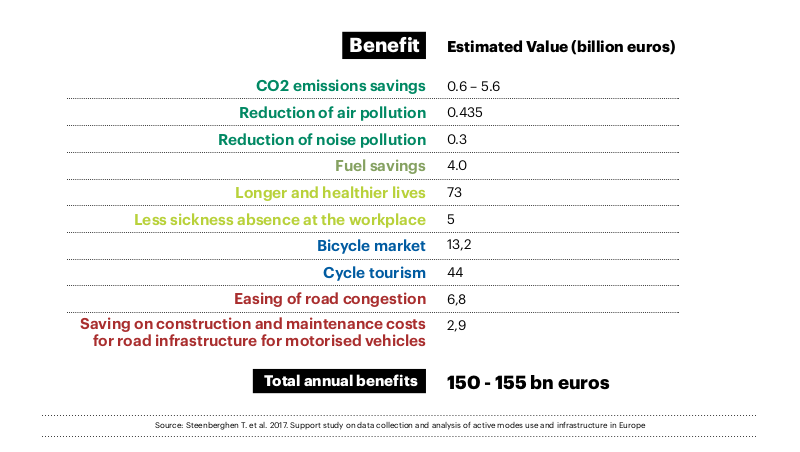 Benefit Estimated Value (billion euros)
CO2 emissions savings 0.6 – 5.6
Reduction of air pollution 0.435
Reduction of noise pollution 0.3
Fuel savings 4.0
Longer and healthier lives 73
Less sickness absence at the workplace 5
Bicycle market 13,2
Cycle tourism 44
Easing of road congestion 6,8
Saving on construction and maintenance costs 2,9
for road infrastructure for motorised vehicles
Total annual benefits 150 - 155 bn euros
Source: Steenberghen T. et al. 2017. Support study on data collection and analysis of active modes use and infrastructure in Europe